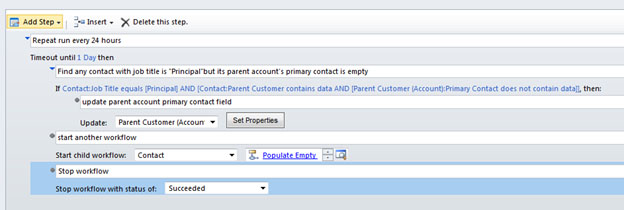 Add Step Insert Delete this step.
Repeat run every 24 hours
Timeout until 1 Day then
Find any contact with job title is "Principal"but its parent account's primary contact is empty
If Contact:Job Title equals [Principal] AND [Contact:Parent Customer contains data AND [Parent Customer (Account):Primary Contact does not contain data]], then:
update parent account primary contact field
Update: Parent Customer (Accoun Set Properties
start another workflow
Start child workflow: Contact Populate Empty
Stop workflow
Stop workflow with status of: Succeeded